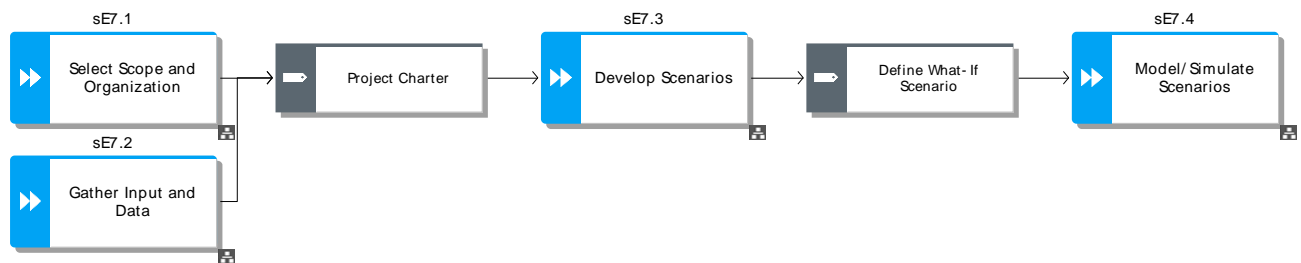 sE7.1
Select Scope and
Organization
Project Charter
sE7.3
Develop Scenarios
Define What- If
Scenario
sE7.4
Model/ Simulate
Scenarios
sE7.2
Gather Input and
Data